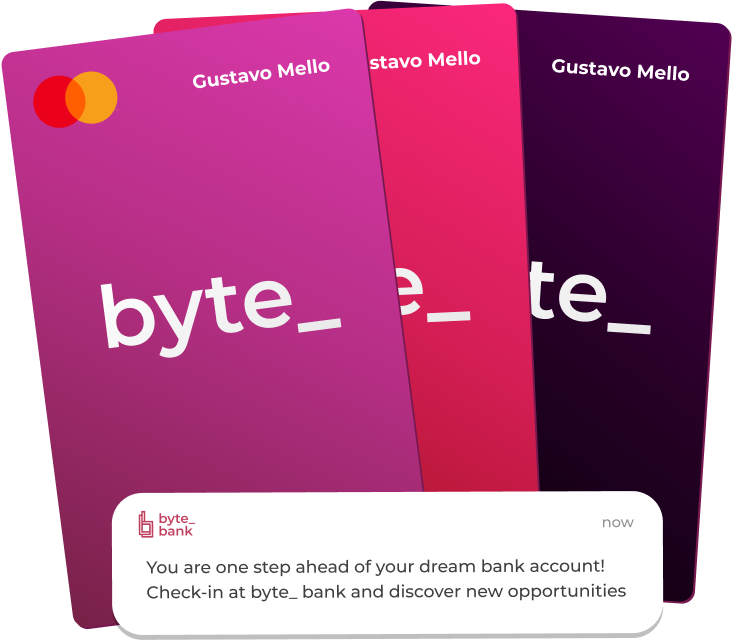 Gustavo Mello
stavo Mello
Gustavo Mello
byte_
e_
te_
byte_
bank
now
You are one step ahead of your dream bank account!
Check-in at byte_ bank and discover new opportunities